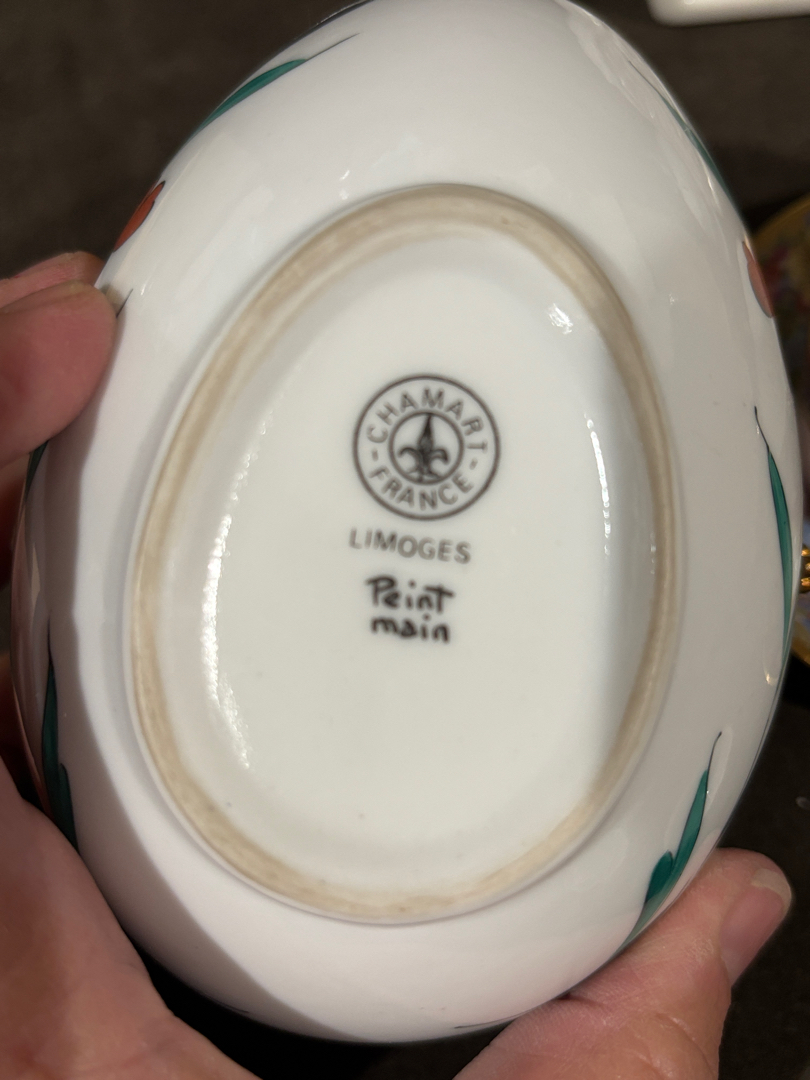 CHAMART
FRANCE
LIMOGES
Peint
main